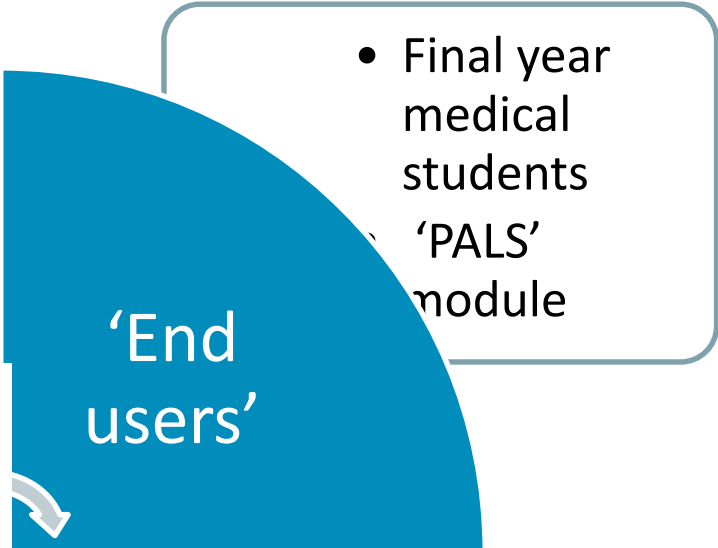 • Final year
medical
students
• ‘PALS’
module
‘End
users’